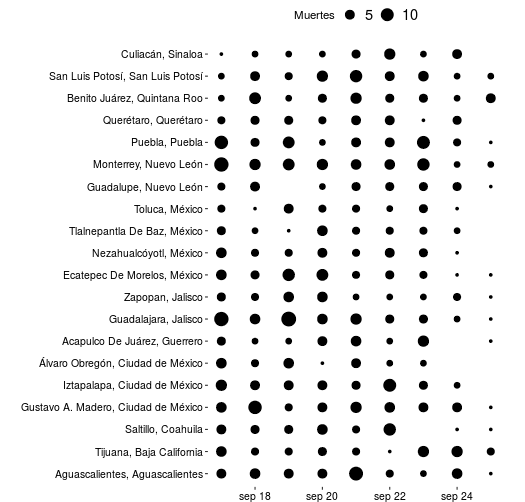 Muertes 5 10
Culiacán, Sinaloa
San Luis Potosí, San Luis Potosí
Benito Juárez, Quintana Roo
Querétaro, Querétaro
Puebla, Puebla
Monterrey, Nuevo León
Guadalupe, Nuevo León
Toluca, México
Tlalnepantla De Baz, México
Nezahualcóyotl, México
Ecatepec De Morelos, México
Zapopan, Jalisco
Guadalajara, Jalisco
Acapulco De Juárez, Guerrero
Álvaro Obregón, Ciudad de México
Iztapalapa, Ciudad de México
Gustavo A. Madero, Ciudad de México
Saltillo, Coahuila
Tijuana, Baja California
Aguascalientes, Aguascalientes
sep 18 sep 20 sep 22 sep 24